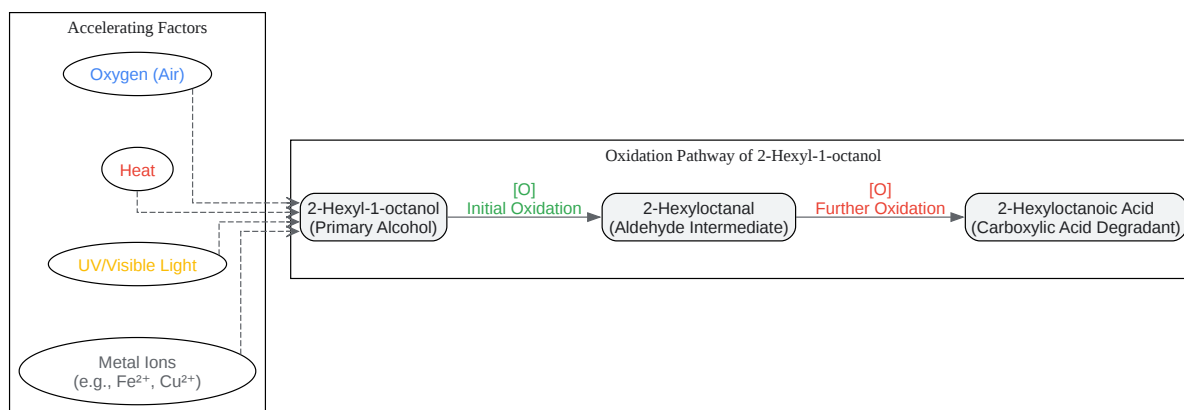 Accelerating Factors
Oxygen (Air)
Heat
UV/Visible Light
Metal Ions
(e.g., Fe²⁺, Cu²⁺)
Oxidation Pathway of 2-Hexyl-1-octanol
2-Hexyl-1-octanol
(Primary Alcohol)
[O]
Initial Oxidation
2-Hexyloctanal
(Aldehyde Intermediate)
[O]
Further Oxidation
2-Hexyloctanoic Acid
(Carboxylic Acid Degradant)